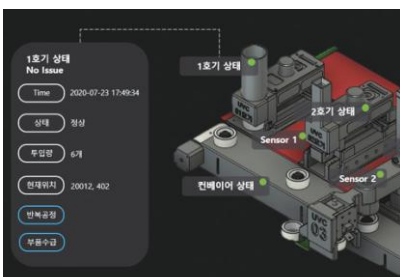 1호기 상태
No Issue
Time 2020-07-23 17:49:34
상태 정상
투입량 6개
현재위치 20012, 402
반복공정
부품수급
1호기 상태
2호기 상태
Sensor 1
Sensor 2
컨베이어 상태
UVC
03